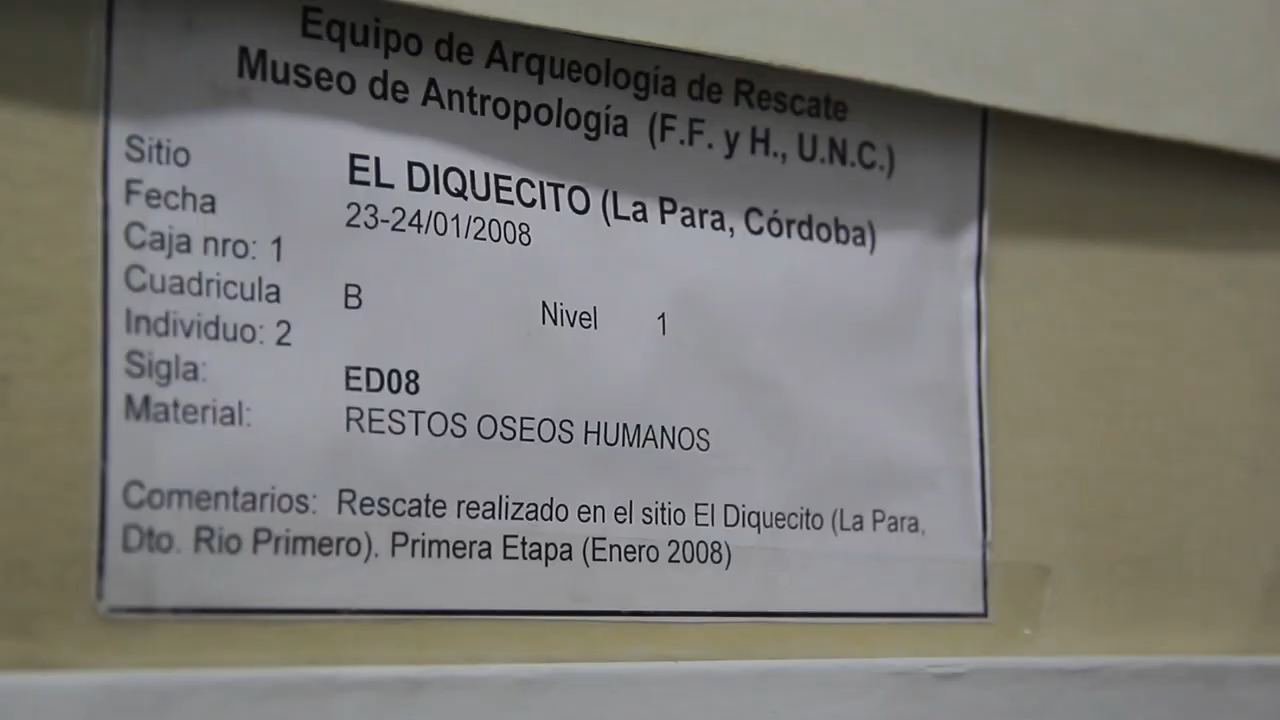 Equipo de Arqueología de Rescate
Museo de Antropología (F.F. y H., U.N.C.)
Sitio EL DIQUECITO (La Para, Córdoba)
Fecha 23-24/01/2008
Caja nro: 1
Cuadricula B Nivel 1
Individuo: 2
Sigla: ED08
Material: RESTOS OSEOS HUMANOS
Comentarios: Rescate realizado en el sitio El Diquecito (La Para,
Dto. Rio Primero). Primera Etapa (Enero 2008)